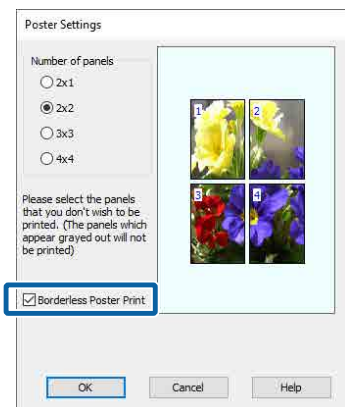 Poster Settings
Number of panels
2x1
2x2
3x3
4x4
1 2
3 4
Please select the panels
that you don't wish to be
printed. (The panels which
appear grayed out will not
be printed)
Borderless Poster Print
OK Cancel Help